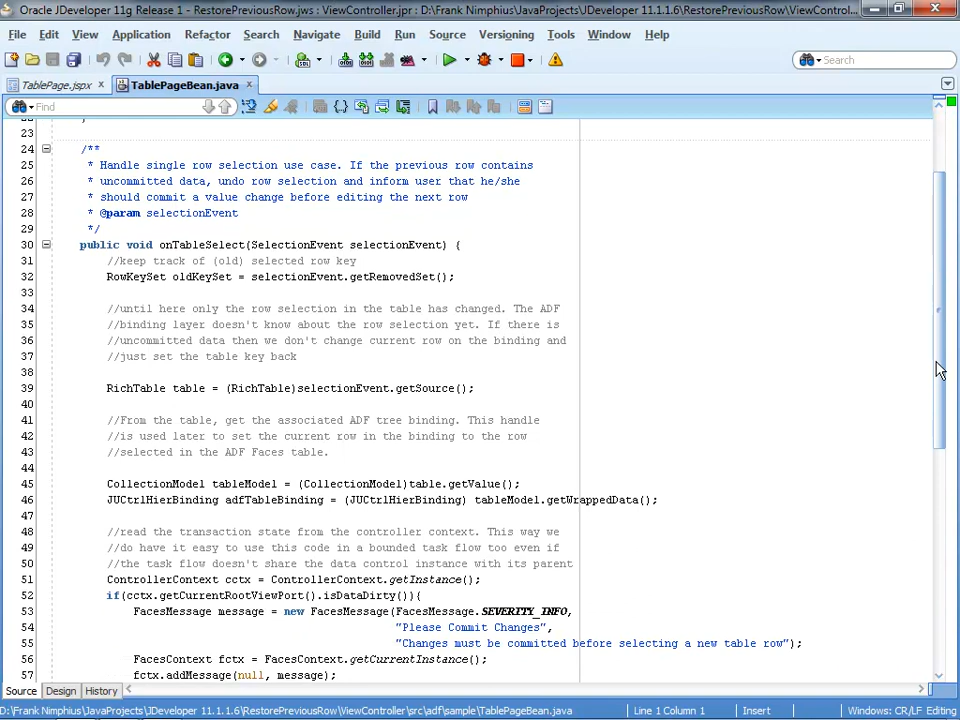 Oracle JDeveloper 11g Release 1 - RestorePreviousRow.jws : ViewController.jpr : D:\Frank Nimphius\JavaProjects\JDeveloper 11.1.1.6\RestorePreviousRow\ViewControl...
File Edit View Application Refactor Search Navigate Build Run Source Versioning Tools Window Help
Search
TablePage.jspx TablePageBean.java
Find
23
24 /**
25 * Handle single row selection use case. If the previous row contains
26 * uncommitted data, undo row selection and inform user that he/she
27 * should commit a value change before editing the next row
28 * @param selectionEvent
29 */
30 public void onTableSelect(SelectionEvent selectionEvent) {
31 //keep track of (old) selected row key
32 RowKeySet oldKeySet = selectionEvent.getRemovedSet();
33
34 //until here only the row selection in the table has changed. The ADF
35 //binding layer doesn't know about the row selection yet. If there is
36 //uncommitted data then we don't change current row on the binding and
37 //just set the table key back
38
39 RichTable table = (RichTable)selectionEvent.getSource();
40
41 //From the table, get the associated ADF tree binding. This handle
42 //is used later to set the current row in the binding to the row
43 //selected in the ADF Faces table.
44
45 CollectionModel tableModel = (CollectionModel)table.getValue();
46 JUCtrlHierBinding adfTableBinding = (JUCtrlHierBinding) tableModel.getWrappedData();
47
48 //read the transaction state from the controller context. This way we
49 //do have it easy to use this code in a bounded task flow too even if
50 //the task flow doesn't share the data control instance with its parent
51 ControllerContext cctx = ControllerContext.getInstance();
52 if(cctx.getCurrentRootViewPort().isDataDirty()){
53 FacesMessage message = new FacesMessage(FacesMessage.SEVERITY_INFO,
54 "Please Commit Changes",
55 "Changes must be committed before selecting a new table row");
56 FacesContext fctx = FacesContext.getCurrentInstance();
57 fctx.addMessage(null, message);
Source Design History
D:\Frank Nimphius\JavaProjects\JDeveloper 11.1.1.6\RestorePreviousRow\ViewController\src\adf\sample\TablePageBean.java Line 1 Column 1 Insert Windows: CR/LF Editing